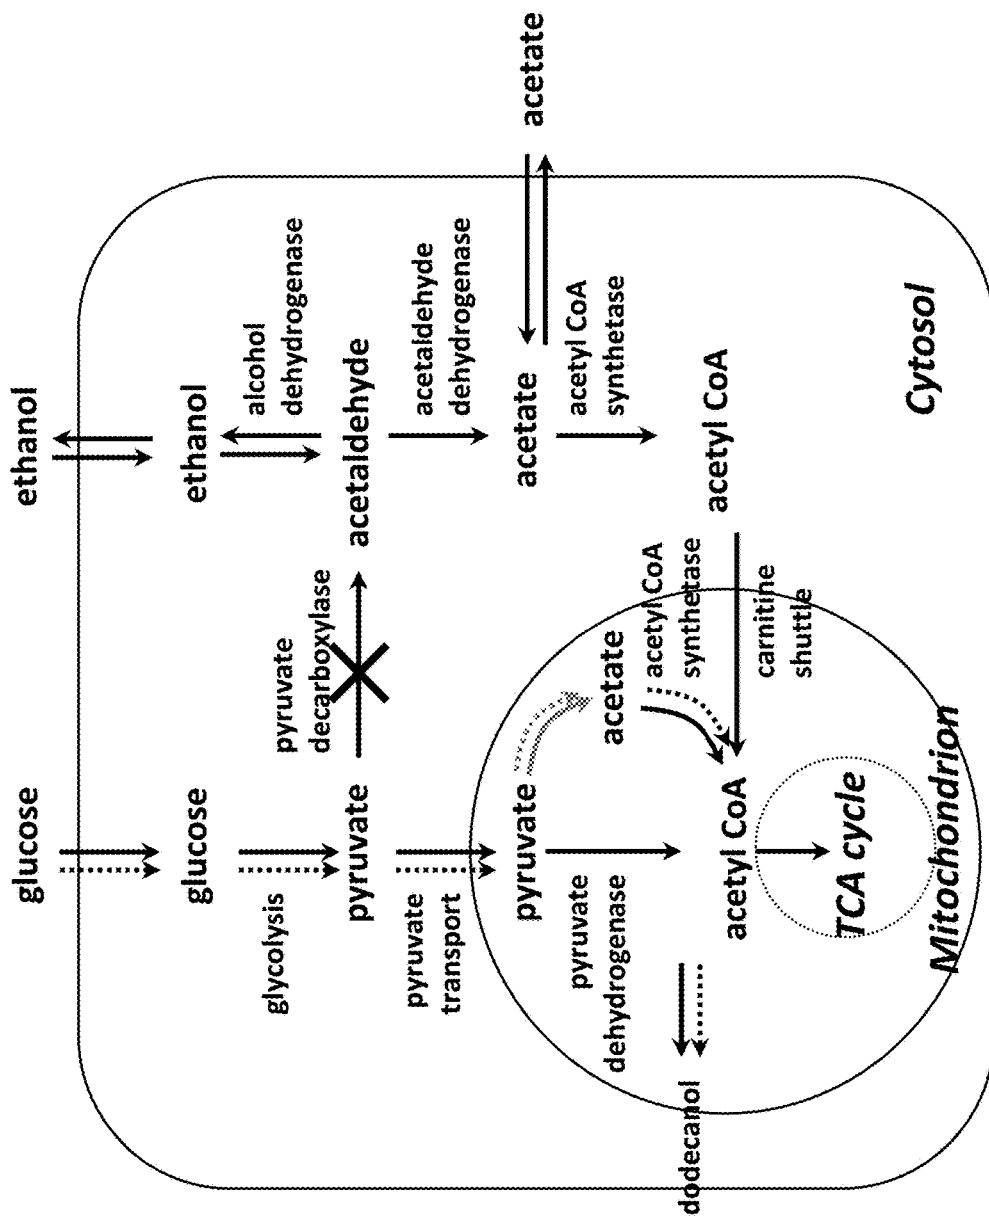 glucose
ethanol
glucose
ethanol
glycolysis
pyruvate
decarboxylase
alcohol
dehydrogenase
pyruvate
acetaldehyde
pyruvate
transport
acetaldehyde
dehydrogenase
pyruvate
acetate
acetate
pyruvate
dehydrogenase
acetate
acetyl CoA
synthetase
acetyl CoA
synthetase
dodecanol
acetyl CoA
acetyl CoA
carnitine
shuttle
TCA cycle
Mitochondrion
Cytosol